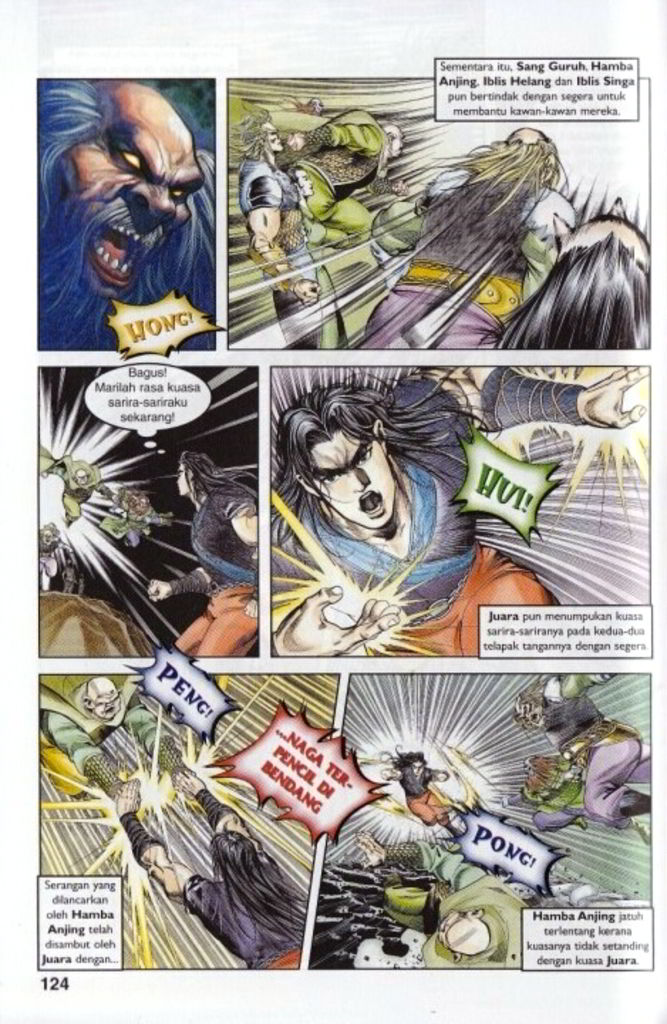 Sementara itu, Sang Guruh, Hamba
Anjing, Iblis Helang dan Iblis Singa
pun bertindak dengan segera untuk
membantu kawan-kawan mereka.
HONG!
Bagus!
Marilah rasa kuasa
sarira-sariraku
sekarang!
HUI!
Juara pun menumpukan kuasa
sarira-sariranya pada kedua-dua
telapak tangannya dengan segera.
PENG!
...NAGA TER-
PENCIL DI
BENDANG
Serangan yang
dilancarkan
oleh Hamba
Anjing telah
disambut oleh
Juara dengan...
PONG!
Hamba Anjing jatuh
terlentang kerana
kuasanya tidak setanding
dengan kuasa Juara.
124